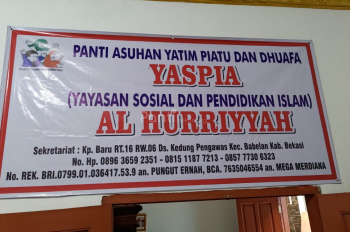 PANTI ASUHAN YATIM PIATU DAN DHUAFA
YASPIA
(YAYASAN SOSIAL DAN PENDIDIKAN ISLAM)
AL HURRIYYAH
Sekretariat : Kp. Baru RT.16 RW.06 Ds. Kedung Pengawas Kec. Babelan Kab. Bekasi
No. Hp. 0896 3659 2351 - 0815 1187 7213 - 0857 7730 6323
No. REK. BRI.0799.01.036417.53.9 an. PUNGUT ERNAH, BCA. 7635046554 an. MEGA MERDIANA